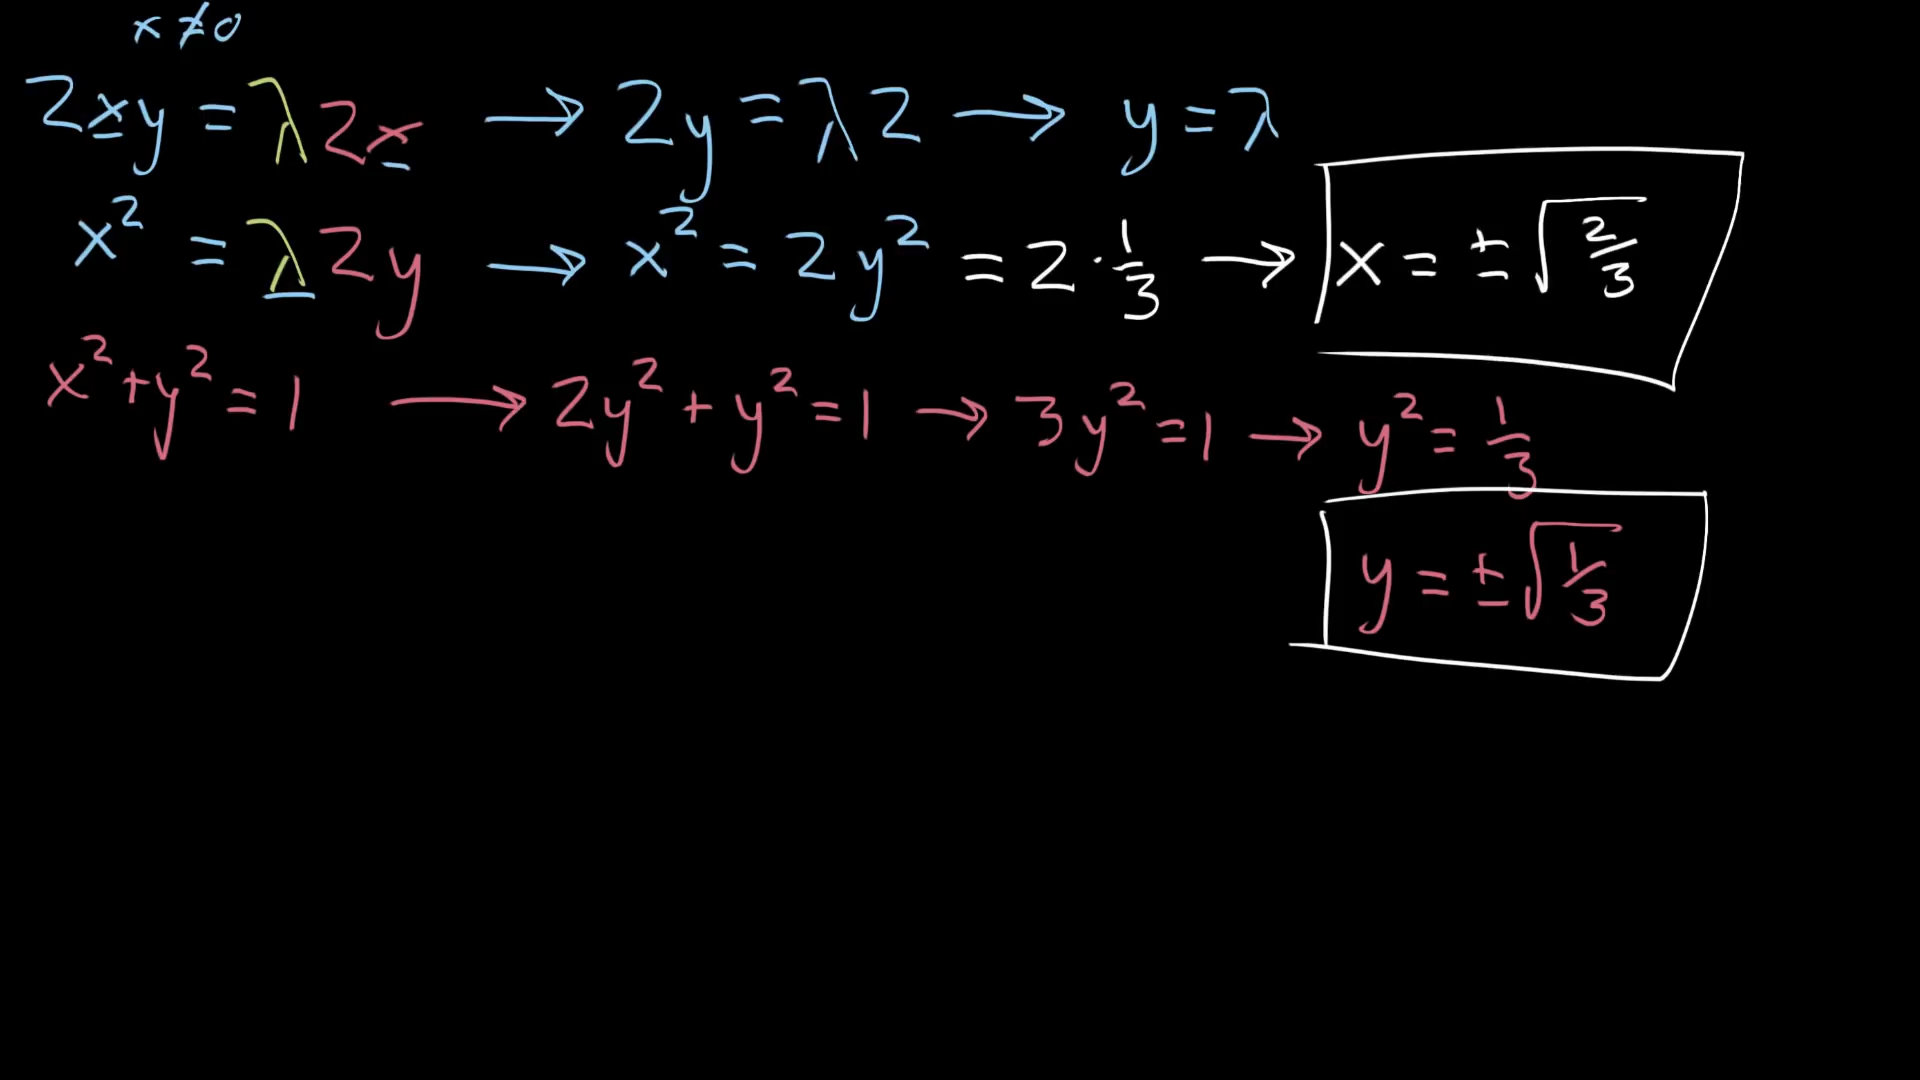 x ≠ 0
2xy = λ2x → 2y = λ2 → y = λ
x² = λ2y → x² = 2y² = 2 · 1/3 → x = ± √(2/3)
x² + y² = 1 → 2y² + y² = 1 → 3y² = 1 → y² = 1/3
y = ± √(1/3)